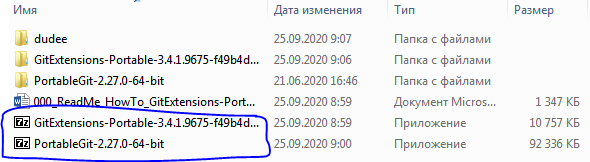 Имя Дата изменения Тип Размер
dudee 25.09.2020 9:07 Папка с файлами
GitExtensions-Portable-3.4.1.9675-f49b4d... 25.09.2020 9:06 Папка с файлами
PortableGit-2.27.0-64-bit 21.06.2020 16:46 Папка с файлами
000_ReadMe_HowTo_GitExtensions-Port... 25.09.2020 8:59 Документ Micros... 1 347 КБ
GitExtensions-Portable-3.4.1.9675-f49b4d... 25.09.2020 8:59 Приложение 10 757 КБ
PortableGit-2.27.0-64-bit 25.09.2020 9:00 Приложение 92 336 КБ